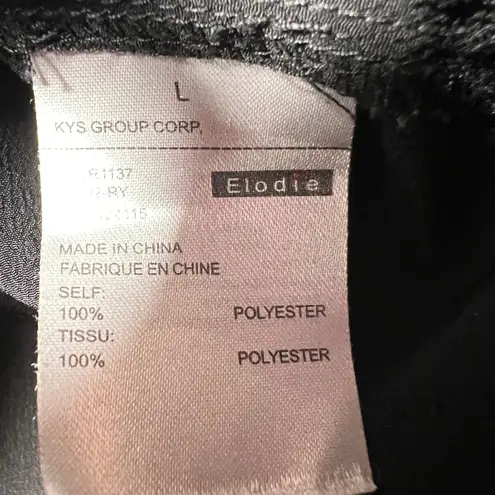 L
KYS GROUP CORP,
Elodie
MADE IN CHINA
FABRIQUE EN CHINE
SELF:
100% POLYESTER
TISSU:
100% POLYESTER